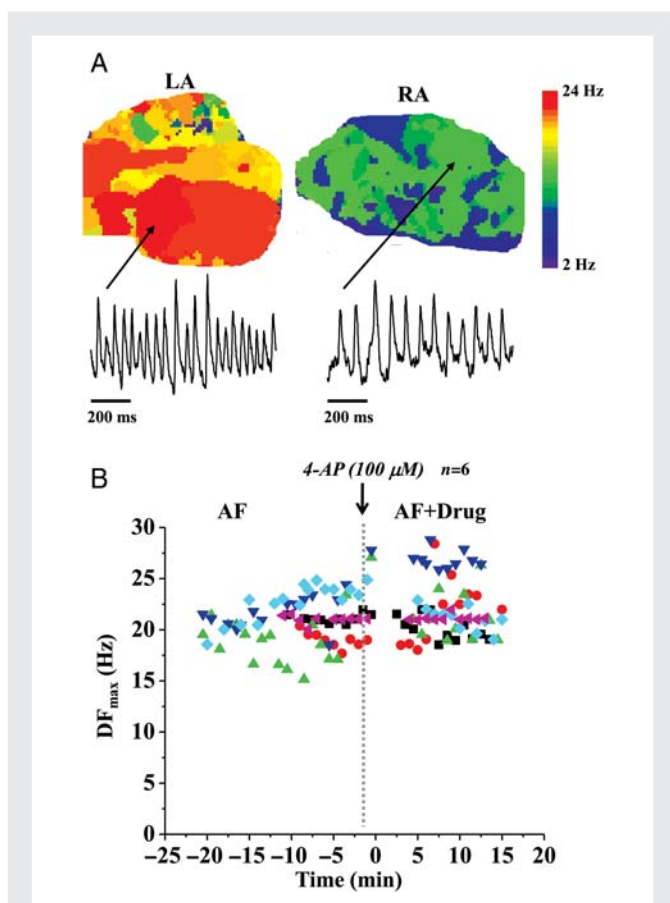 A
LA
RA
24 Hz
2 Hz
200 ms
200 ms
B
4-AP (100 μM) n=6
AF
AF+Drug
DFmax (Hz)
30
25
20
15
10
5
0
−25 −20 −15 −10 −5 0 5 10 15 20
Time (min)